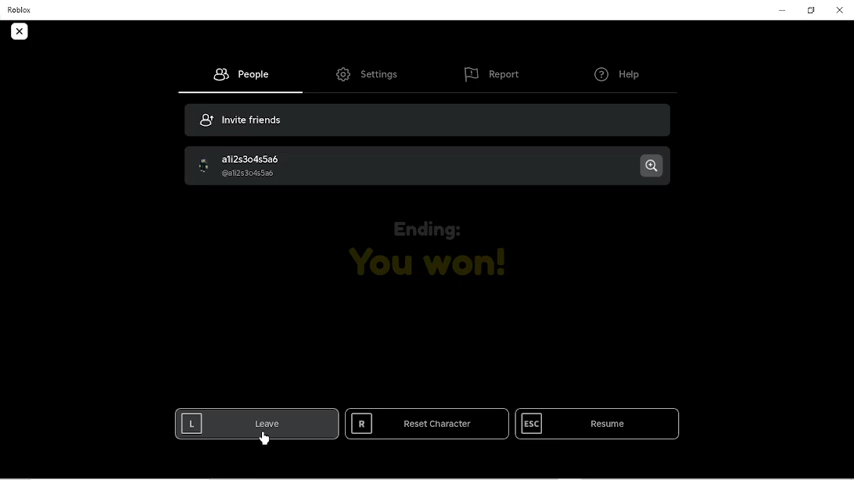 Roblox
People
Settings
Report
Help
Invite friends
a1i2s3o4s5a6
@a1i2s3o4s5a6
Ending:
You won!
L Leave
R Reset Character
ESC Resume